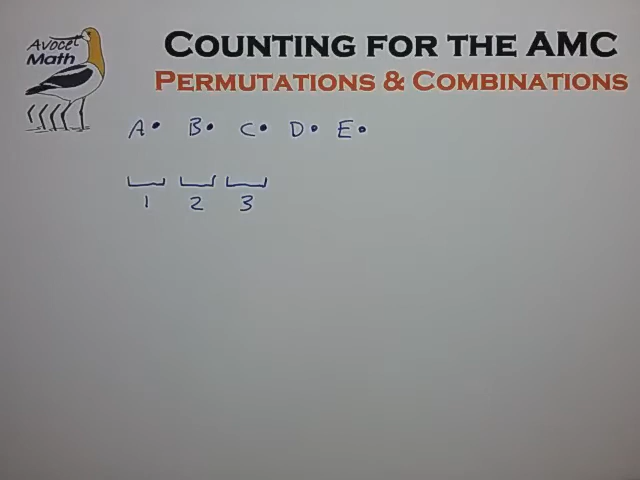 Avocet
Math
COUNTING FOR THE AMC
PERMUTATIONS & COMBINATIONS
A• B• C• D• E•
1 2 3